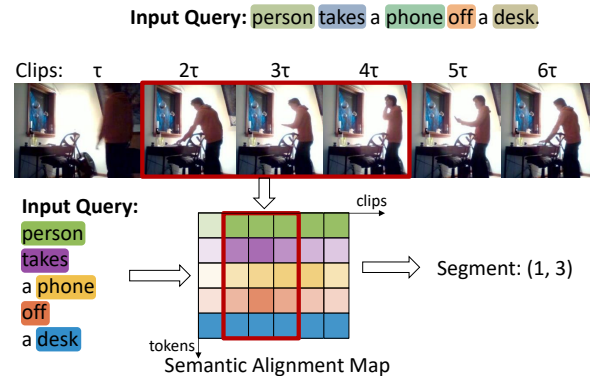 Input Query: person takes a phone off a desk.
Clips: τ 2τ 3τ 4τ 5τ 6τ
Input Query:
person
takes
a phone
off
a desk
clips
tokens
Segment: (1, 3)
Semantic Alignment Map